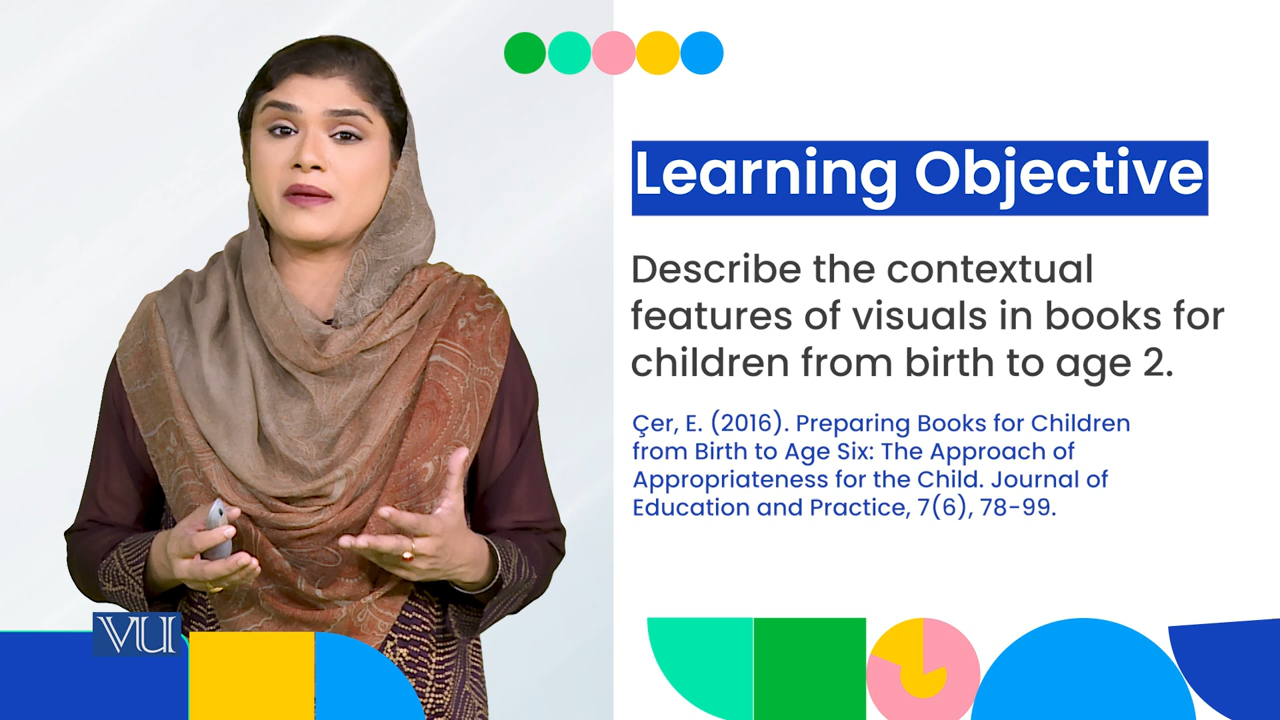 Learning Objective
Describe the contextual
features of visuals in books for
children from birth to age 2.
Çer, E. (2016). Preparing Books for Children
from Birth to Age Six: The Approach of
Appropriateness for the Child. Journal of
Education and Practice, 7(6), 78-99.
VU